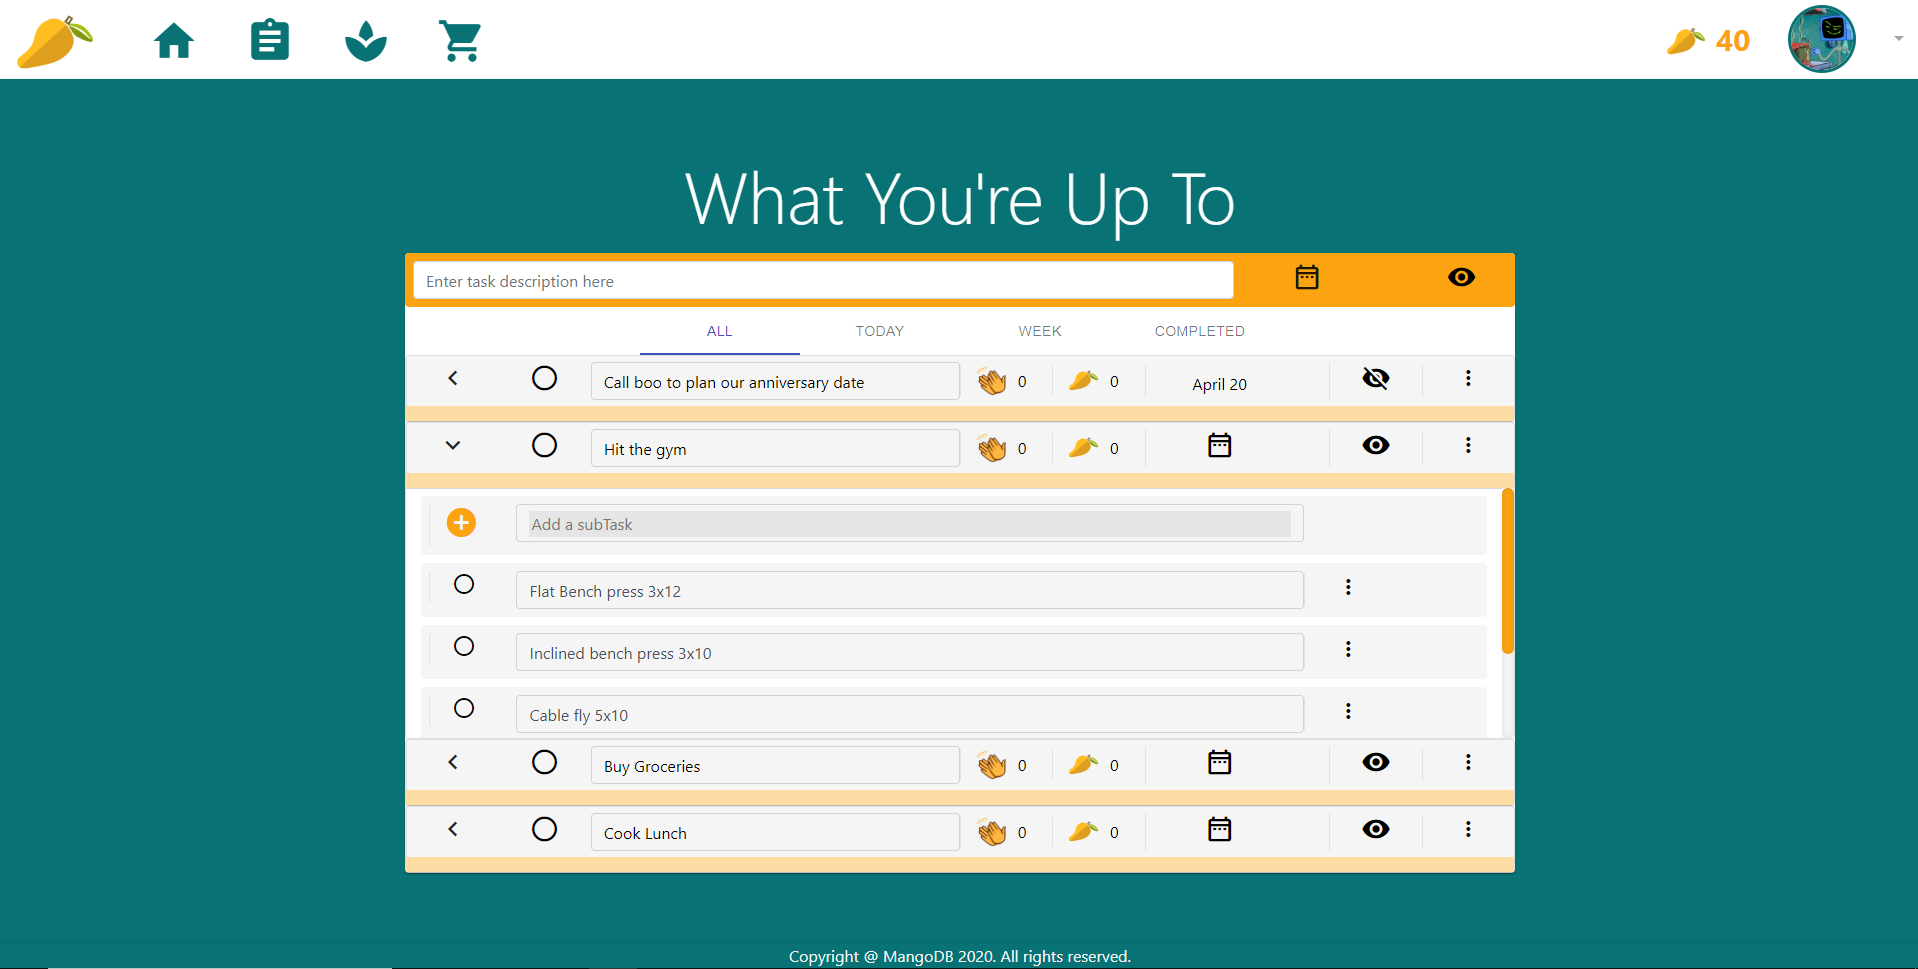 40
What You're Up To
Enter task description here
ALL TODAY WEEK COMPLETED
Call boo to plan our anniversary date 0 0 April 20
Hit the gym 0 0
Add a subTask
Flat Bench press 3x12
Inclined bench press 3x10
Cable fly 5x10
Buy Groceries 0 0
Cook Lunch 0 0
Copyright @ MangoDB 2020. All rights reserved.